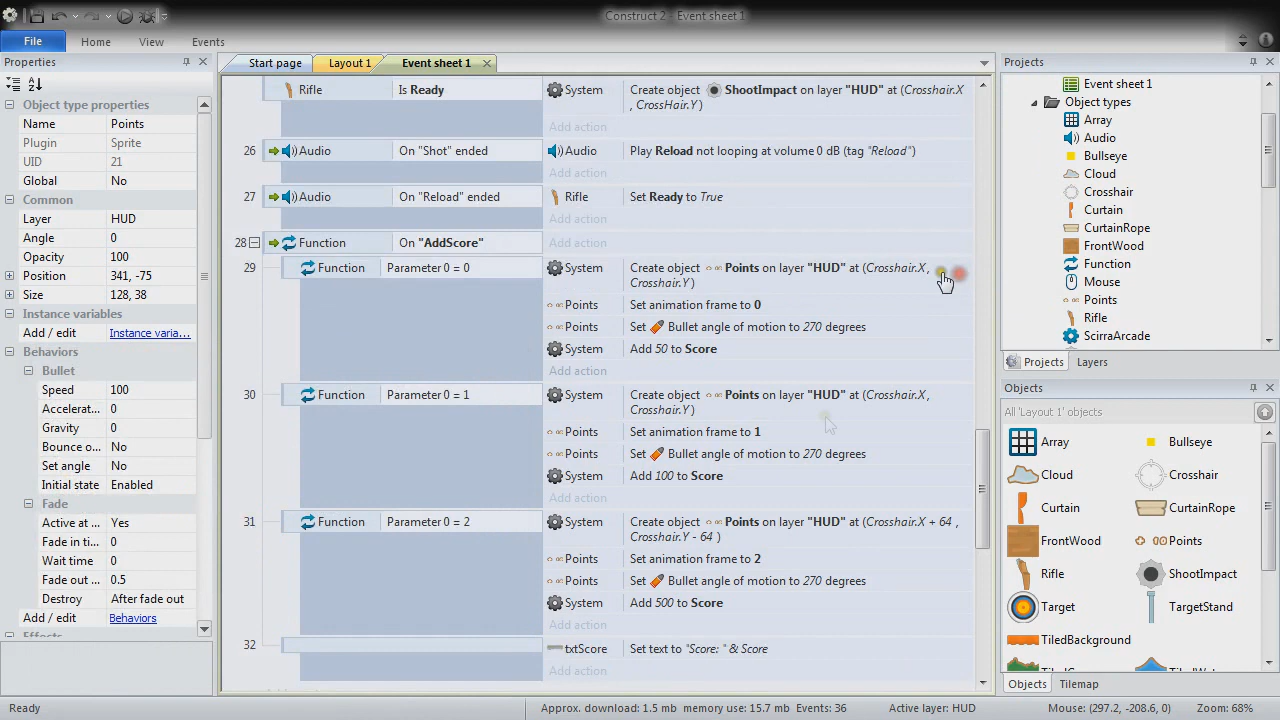 Construct 2 - Event sheet 1
File
Home
View
Events
Properties
Object type properties
Name
Points
Plugin
Sprite
UID
21
Global
No
Common
Layer
HUD
Angle
0
Opacity
100
Position
341, -75
Size
128, 38
Instance variables
Add / edit
Instance varia...
Behaviors
Bullet
Speed
100
Accelerat...
0
Gravity
0
Bounce o...
No
Set angle
No
Initial state
Enabled
Fade
Active at ...
Yes
Fade in ti...
0
Wait time
0
Fade out ...
0.5
Destroy
After fade out
Add / edit
Behaviors
Start page
Layout 1
Event sheet 1
Rifle
Is Ready
System
Create object ShootImpact on layer "HUD" at (Crosshair.X
, CrossHair.Y )
Add action
26
Audio
On "Shot" ended
Audio
Play Reload not looping at volume 0 dB (tag "Reload")
Add action
27
Audio
On "Reload" ended
Rifle
Set Ready to True
Add action
28
Function
On "AddScore"
Add action
29
Function
Parameter 0 = 0
System
Create object Points on layer "HUD" at (Crosshair.X ,
Crosshair.Y )
Points
Set animation frame to 0
Points
Set Bullet angle of motion to 270 degrees
System
Add 50 to Score
Add action
30
Function
Parameter 0 = 1
System
Create object Points on layer "HUD" at (Crosshair.X ,
Crosshair.Y )
Points
Set animation frame to 1
Points
Set Bullet angle of motion to 270 degrees
System
Add 100 to Score
Add action
31
Function
Parameter 0 = 2
System
Create object Points on layer "HUD" at (Crosshair.X + 64 ,
Crosshair.Y - 64 )
Points
Set animation frame to 2
Points
Set Bullet angle of motion to 270 degrees
System
Add 500 to Score
Add action
32
txtScore
Set text to "Score: " & Score
Add action
Projects
Event sheet 1
Object types
Array
Audio
Bullseye
Cloud
Crosshair
Curtain
CurtainRope
FrontWood
Function
Mouse
Points
Rifle
ScirraArcade
Projects
Layers
Objects
All 'Layout 1' objects
Array
Bullseye
Cloud
Crosshair
Curtain
CurtainRope
FrontWood
Points
Rifle
ShootImpact
Target
TargetStand
TiledBackground
Objects
Tilemap
Ready
Approx. download: 1.5 mb
memory use: 15.7 mb
Events: 36
Active layer: HUD
Mouse: (297.2, -208.6, 0)
Zoom: 68%